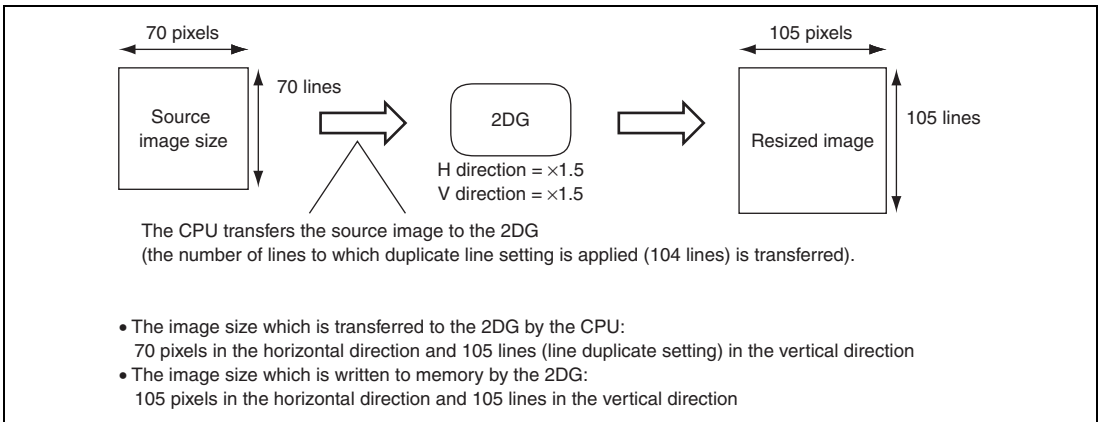 70 pixels
105 pixels
70 lines
Source
image size
2DG
H direction = ×1.5
V direction = ×1.5
Resized image
105 lines
The CPU transfers the source image to the 2DG
(the number of lines to which duplicate line setting is applied (104 lines) is transferred).
• The image size which is transferred to the 2DG by the CPU:
70 pixels in the horizontal direction and 105 lines (line duplicate setting) in the vertical direction
• The image size which is written to memory by the 2DG:
105 pixels in the horizontal direction and 105 lines in the vertical direction